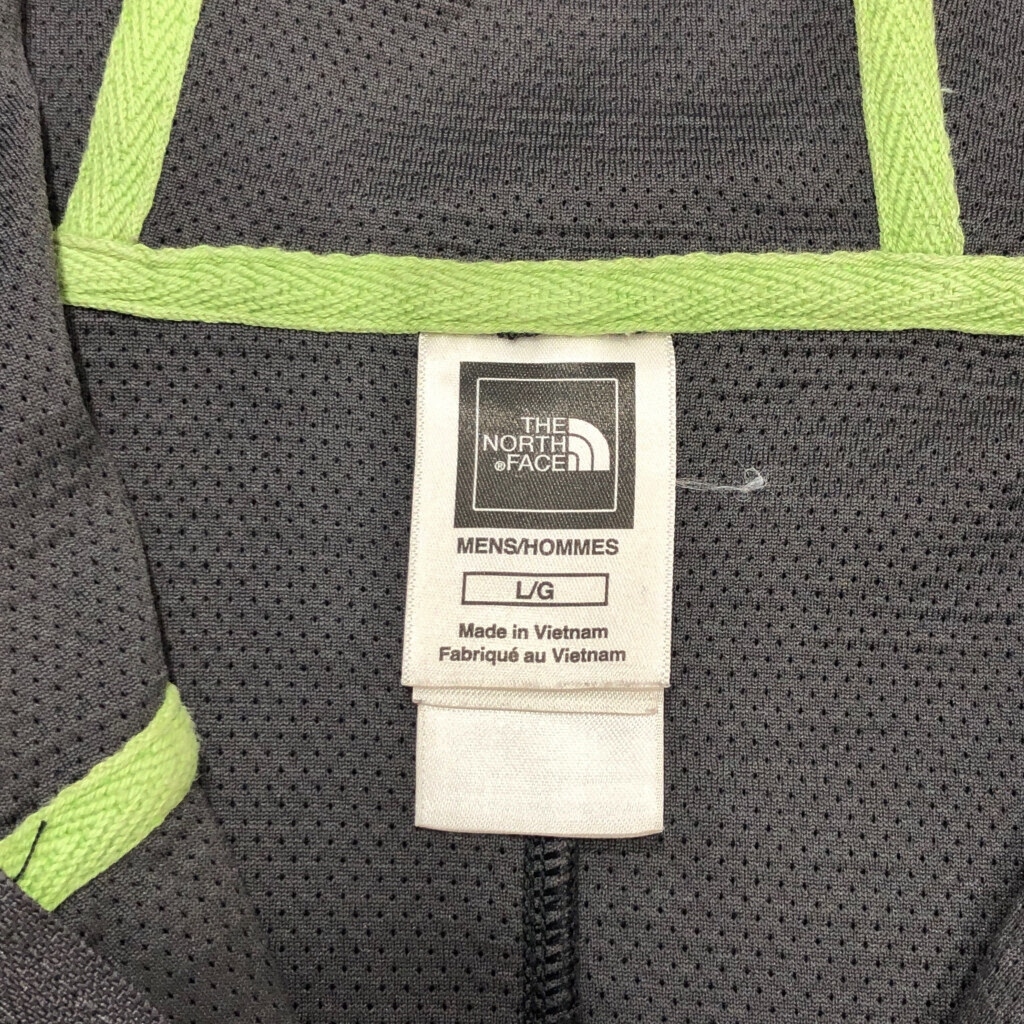 THE
NORTH
®FACE
MENS/HOMMES
L/G
Made in Vietnam
Fabriqué au Vietnam